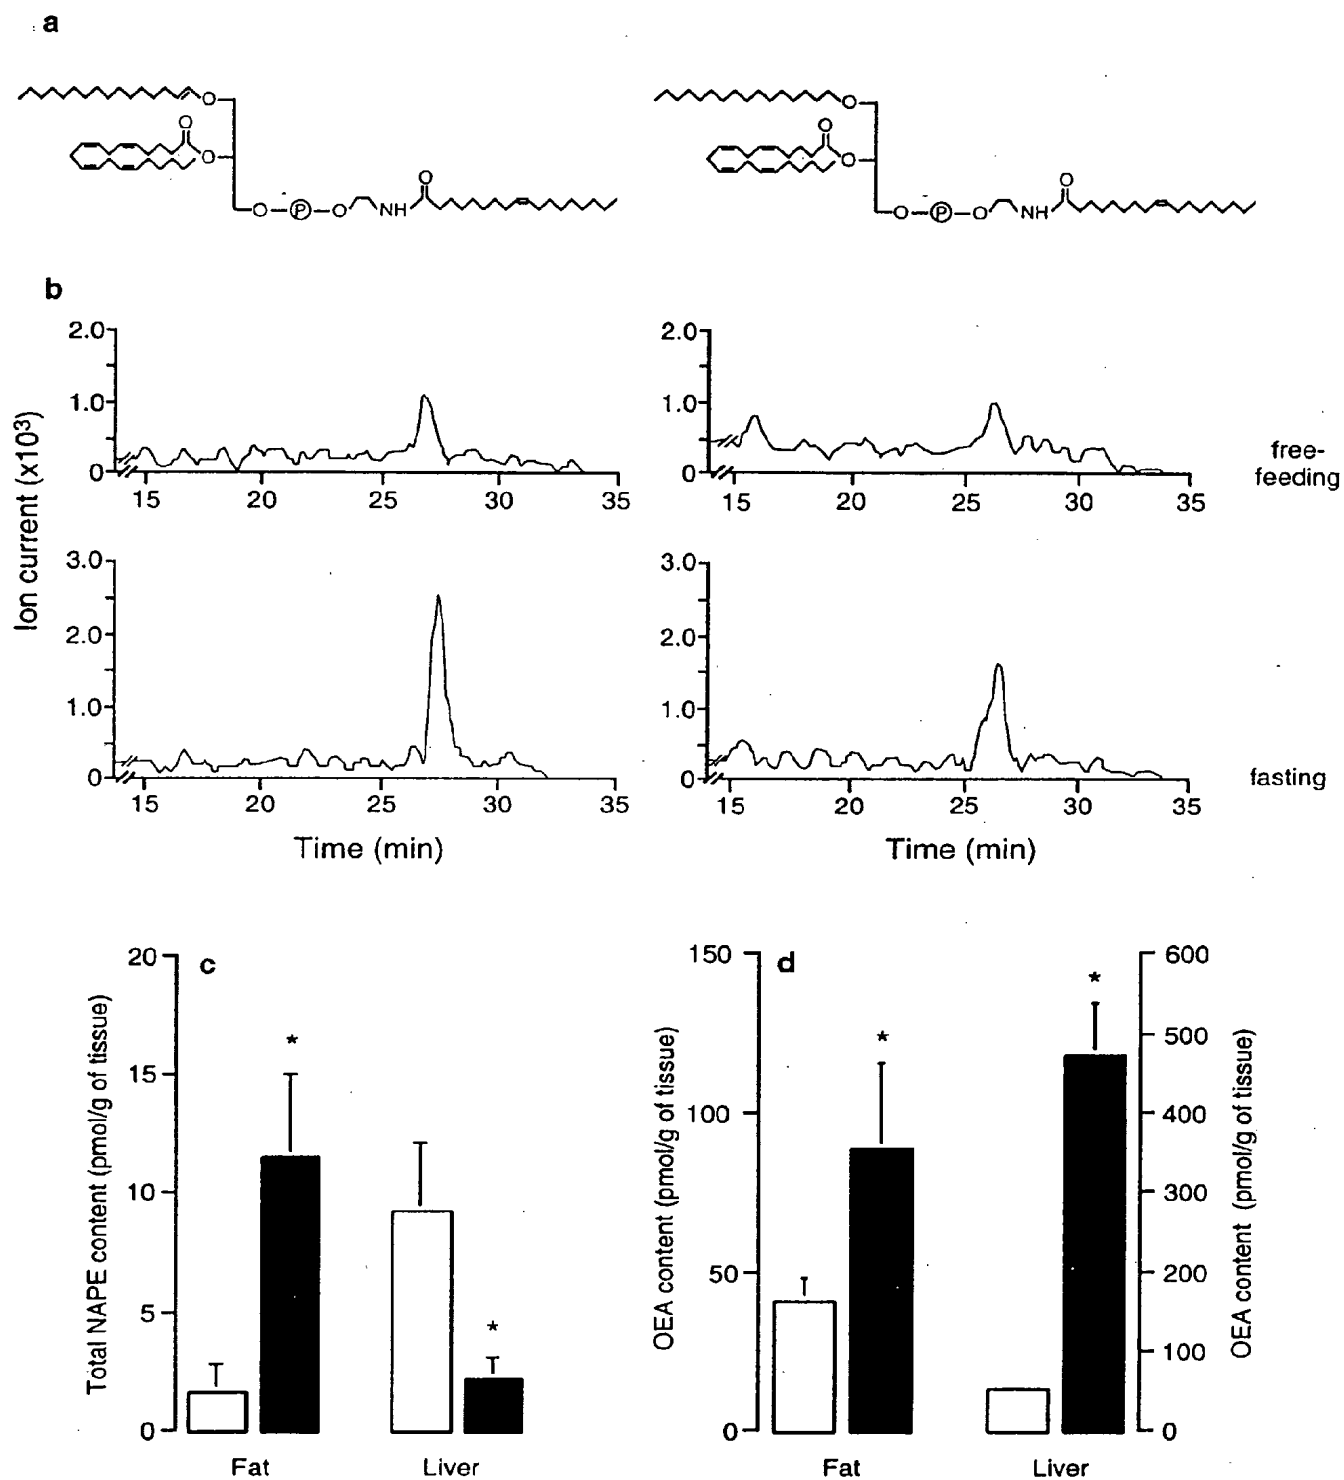 a
O
O
O
O
O
O P O NH
O P O NH
b
Ion current (x10³)
2.0
1.0
0
15 20 25 30 35
2.0
1.0
0
15 20 25 30 35
free-
feeding
3.0
2.0
1.0
0
15 20 25 30 35
Time (min)
3.0
2.0
1.0
0
15 20 25 30 35
Time (min)
fasting
c
Total NAPE content (pmol/g of tissue)
20
15
10
5
0
*
*
Fat Liver
d
OEA content (pmol/g of tissue)
150
100
50
0
*
*
600
500
400
300
200
100
0
OEA content (pmol/g of tissue)
Fat Liver